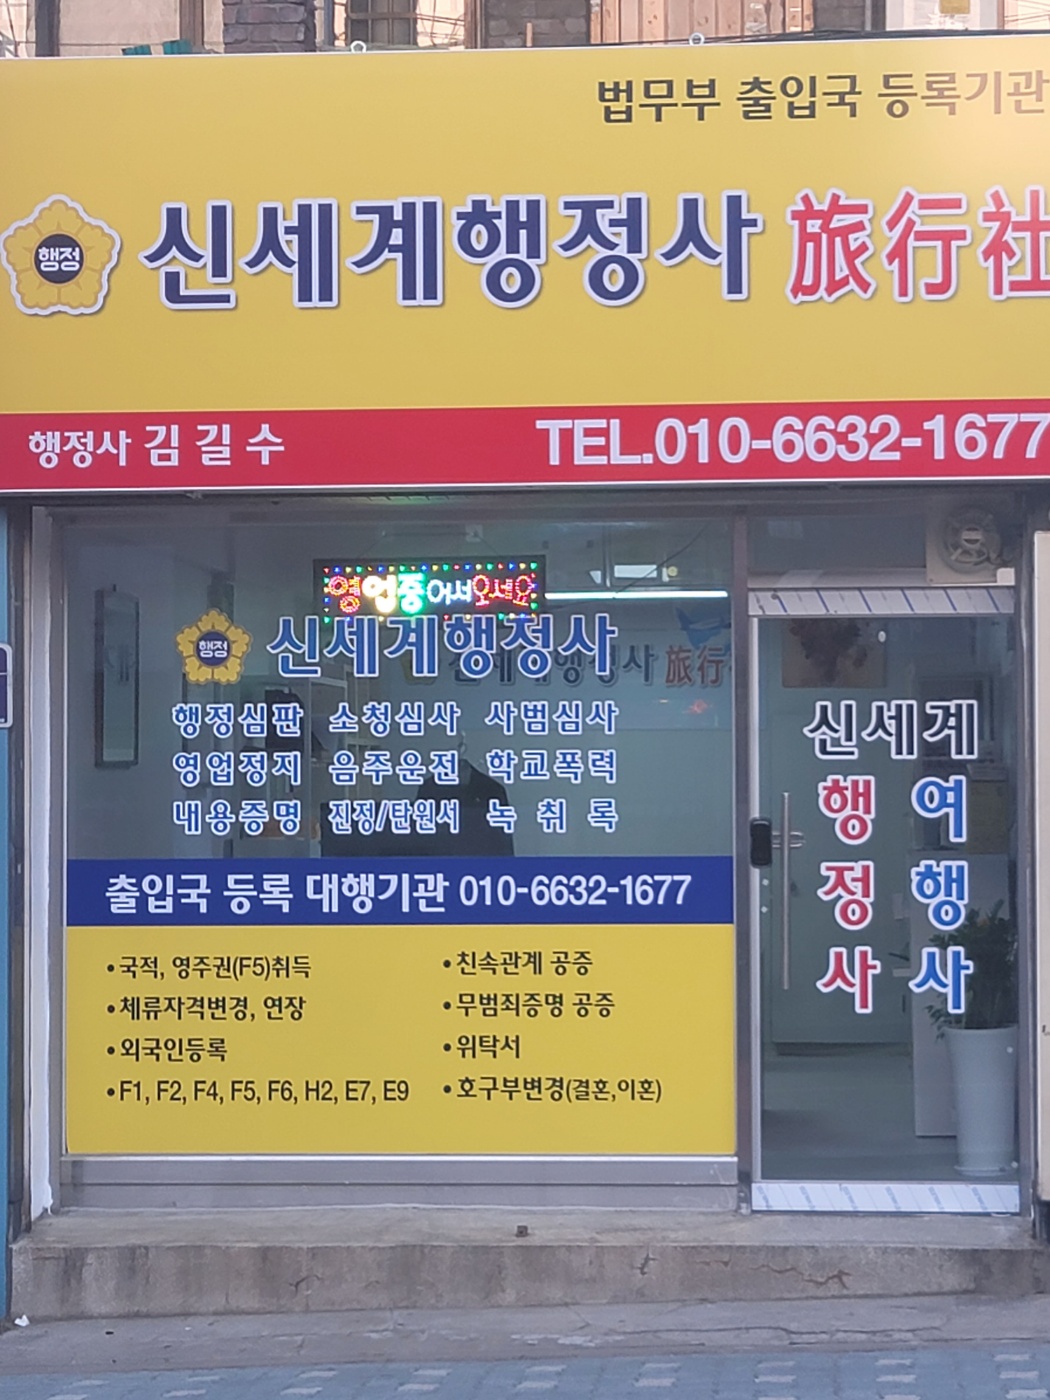 법무부 출입국 등록기관
행정
신세계행정사 旅行社
행정사 김길수
TEL.010-6632-1677
영업중 어서오세요
행정
신세계행정사
행정심판 소청심사 사범심사
영업정지 음주운전 학교폭력
내용증명 진정/탄원서 녹취록
출입국 등록 대행기관 010-6632-1677
•국적, 영주권(F5)취득
•체류자격변경, 연장
•외국인등록
•F1, F2, F4, F5, F6, H2, E7, E9
•친속관계 공증
•무범죄증명 공증
•위탁서
•호구부변경(결혼,이혼)
신세계행정사 旅行
신세계
행정사
여행사